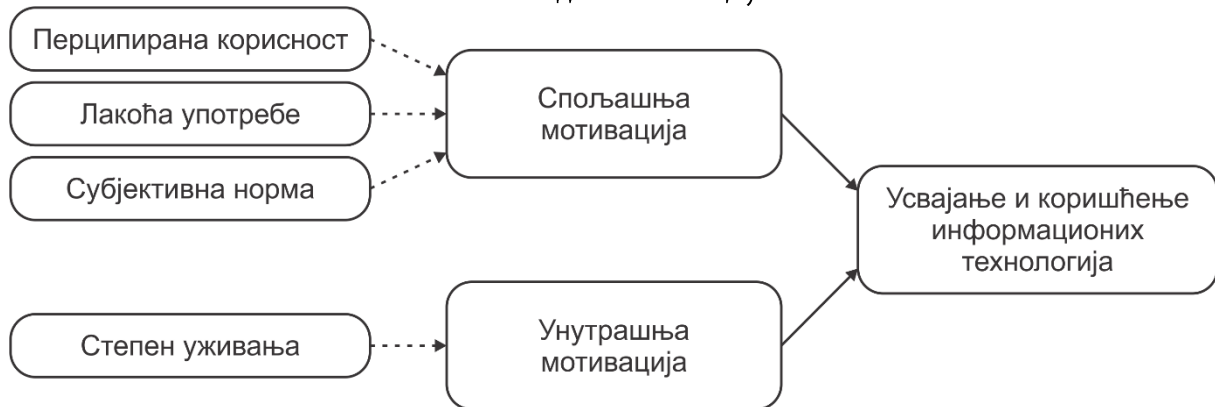 Перципирана корисност
Лакоћа употребе
Субјективна норма
Степен уживања
Спољашња
мотивација
Унутрашња
мотивација
Усвајање и коришћење
информационих
технологија